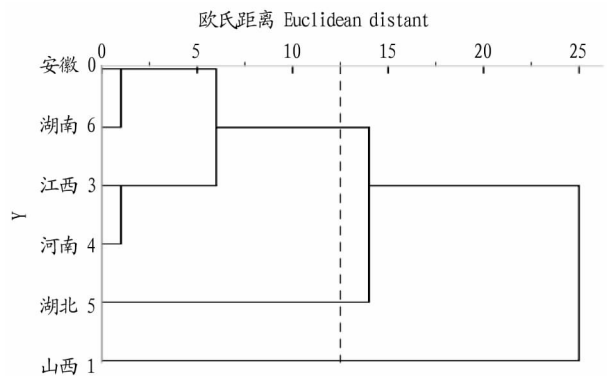 欧氏距离 Euclidean distant
0 5 10 15 20 25
安徽 0
湖南 6
江西 3
河南 4
湖北 5
山西 1
Y